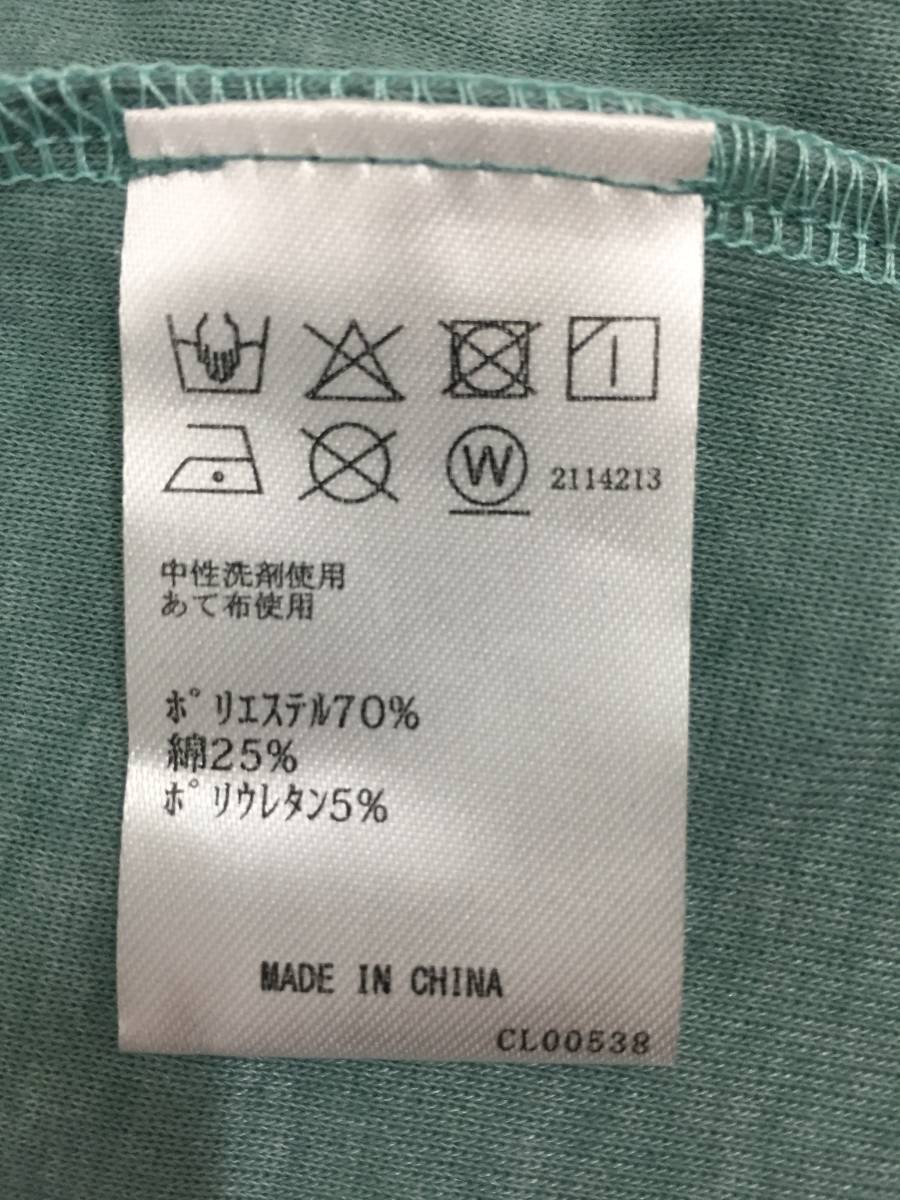 W 2114213
中性洗剤使用
あて布使用
ポリエステル70%
綿25%
ポリウレタン5%
MADE IN CHINA
CL00538